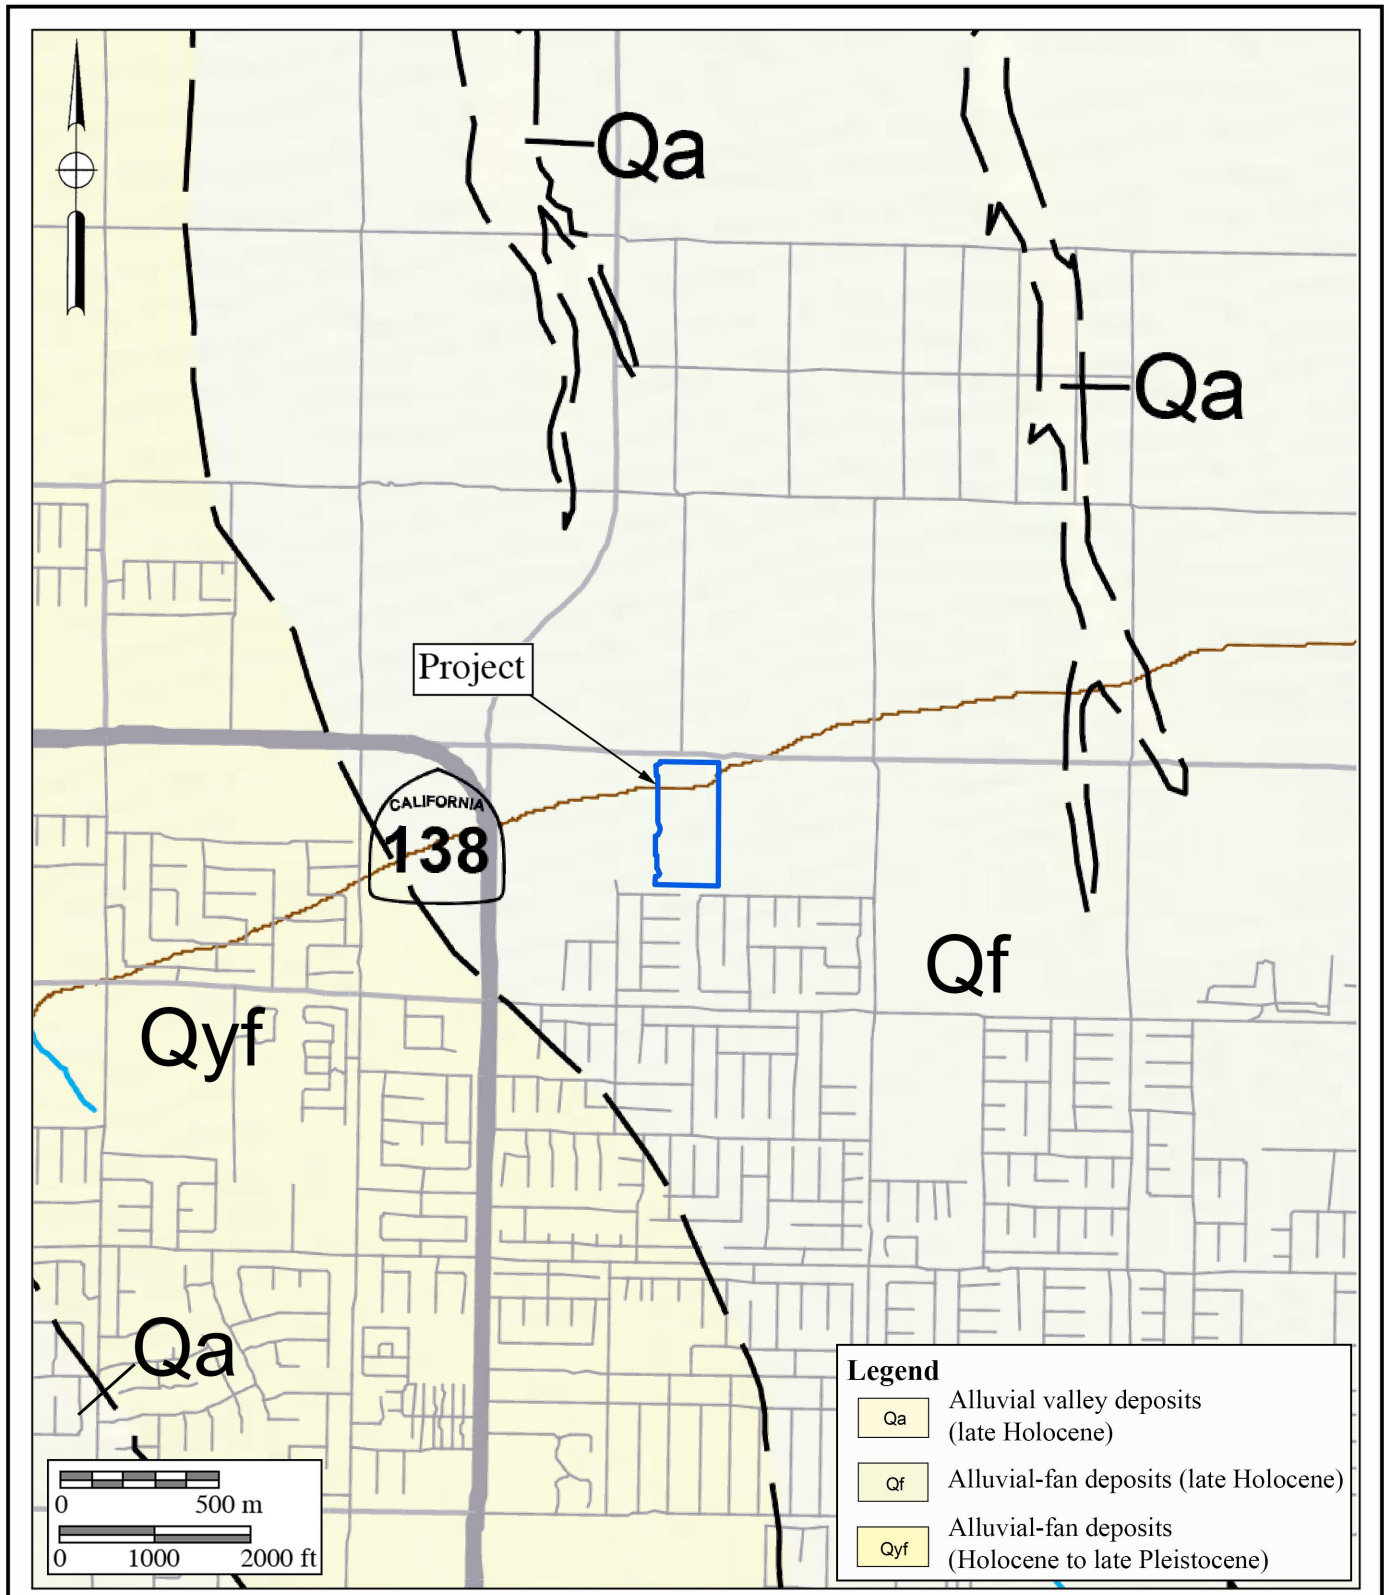 Qa
Qa
Project
CALIFORNIA
138
Qf
Qyf
Qa
Legend
Qa
Alluvial valley deposits
(late Holocene)
Qf
Alluvial-fan deposits (late Holocene)
Qyf
Alluvial-fan deposits
(Holocene to late Pleistocene)
0 500 m
0 1000 2000 ft